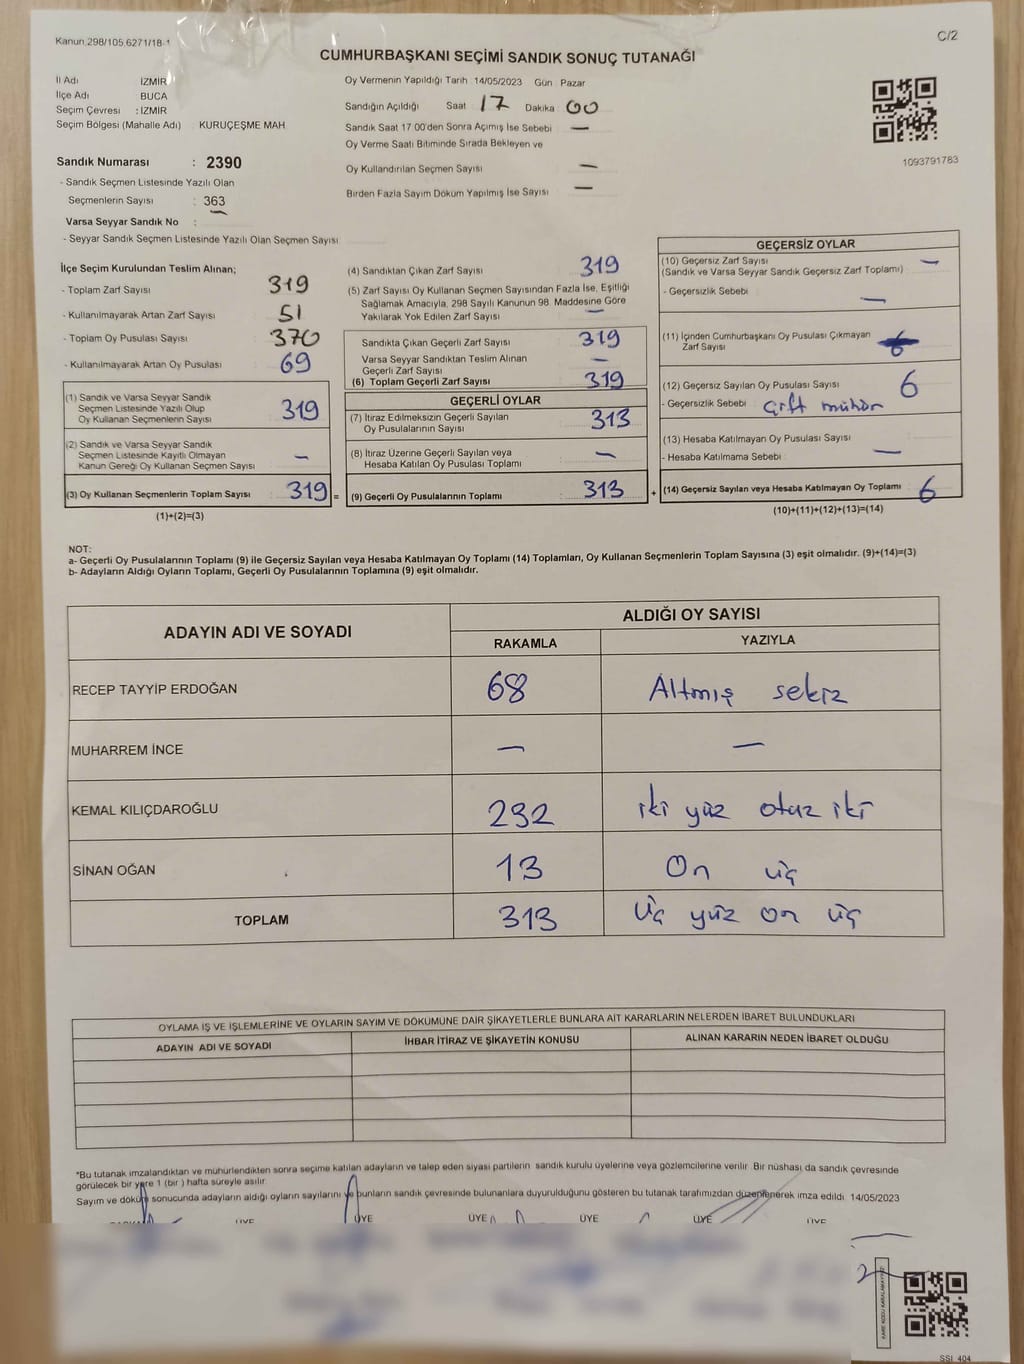 Kanun.298/105,6271/18-1
C/2
CUMHURBAŞKANI SEÇİMİ SANDIK SONUÇ TUTANAĞI
İl Adı İZMİR
İlçe Adı BUCA
Seçim Çevresi : İZMİR
Seçim Bölgesi (Mahalle Adı) KURUÇEŞME MAH
Sandık Numarası : 2390
- Sandık Seçmen Listesinde Yazılı Olan
Seçmenlerin Sayısı : 363
Varsa Seyyar Sandık No :
- Seyyar Sandık Seçmen Listesinde Yazılı Olan Seçmen Sayısı
Oy Vermenin Yapıldığı Tarih 14/05/2023 Gün Pazar
Sandığın Açıldığı Saat 17 Dakika 00
Sandık Saat 17 00'den Sonra Açımış İse Sebebi —
Oy Verme Saati Bitiminde Sırada Bekleyen ve
Oy Kullandırılan Seçmen Sayısı —
Birden Fazla Sayım Döküm Yapılmış İse Sayısı —
1093791783
İlçe Seçim Kurulundan Teslim Alınan;
- Toplam Zarf Sayısı 319
- Kullanılmayarak Artan Zarf Sayısı 51
- Toplam Oy Pusulası Sayısı 370
- Kullanılmayarak Artan Oy Pusulası 69
(1) Sandık ve Varsa Seyyar Sandık
Seçmen Listesinde Yazılı Olup
Oy Kullanan Seçmenlerin Sayısı 319
(2) Sandık ve Varsa Seyyar Sandık
Seçmen Listesinde Kayıtlı Olmayan
Kanun Gereği Oy Kullanan Seçmen Sayısı —
(3) Oy Kullanan Seçmenlerin Toplam Sayısı 319 =
(1)+(2)=(3)
(4) Sandıktan Çıkan Zarf Sayısı 319
(5) Zarf Sayısı Oy Kullanan Seçmen Sayısından Fazla İse, Eşitliği
Sağlamak Amacıyla, 298 Sayılı Kanunun 98. Maddesine Göre
Yakılarak Yok Edilen Zarf Sayısı —
Sandıkta Çıkan Geçerli Zarf Sayısı 319
Varsa Seyyar Sandıktan Teslim Alınan
Geçerli Zarf Sayısı —
(6) Toplam Geçerli Zarf Sayısı 319
GEÇERLİ OYLAR
(7) İtiraz Edilmeksizin Geçerli Sayılan
Oy Pusulalarının Sayısı 313
(8) İtiraz Üzerine Geçerli Sayılan veya
Hesaba Katılan Oy Pusulası Toplamı —
(9) Geçerli Oy Pusulalarının Toplamı 313 +
GEÇERSİZ OYLAR
(10) Geçersiz Zarf Sayısı —
(Sandık ve Varsa Seyyar Sandık Geçersiz Zarf Toplamı)
- Geçersizlik Sebebi —
(11) İçinden Cumhurbaşkanı Oy Pusulası Çıkmayan
Zarf Sayısı
(12) Geçersiz Sayılan Oy Pusulası Sayısı 6
- Geçersizlik Sebebi çift mühür
(13) Hesaba Katılmayan Oy Pusulası Sayısı
- Hesaba Katılmama Sebebi —
(14) Geçersiz Sayılan veya Hesaba Katılmayan Oy Toplamı 6
(10)+(11)+(12)+(13)=(14)
NOT:
a- Geçerli Oy Pusulalarının Toplamı (9) ile Geçersiz Sayılan veya Hesaba Katılmayan Oy Toplamı (14) Toplamları, Oy Kullanan Seçmenlerin Toplam Sayısına (3) eşit olmalıdır. (9)+(14)=(3)
b- Adayların Aldığı Oyların Toplamı, Geçerli Oy Pusulalarının Toplamına (9) eşit olmalıdır.
ADAYIN ADI VE SOYADI ALDIĞI OY SAYISI
RAKAMLA YAZIYLA
RECEP TAYYİP ERDOĞAN 68 Altmış sekiz
MUHARREM İNCE — —
KEMAL KILIÇDAROĞLU 232 iki yüz otuz iki
SİNAN OĞAN 13 On üç
TOPLAM 313 üç yüz on üç
OYLAMA İŞ VE İŞLEMLERİNE VE OYLARIN SAYIM VE DÖKÜMÜNE DAİR ŞİKAYETLERLE BUNLARA AİT KARARLARIN NELERDEN İBARET BULUNDUKLARI
ADAYIN ADI VE SOYADI İHBAR İTİRAZ VE ŞİKAYETİN KONUSU ALINAN KARARIN NEDEN İBARET OLDUĞU
*Bu tutanak imzalandıktan ve mühürlendikten sonra seçime katılan adayların ve talep eden siyasi partilerin sandık kurulu üyelerine veya gözlemcilerine verilir. Bir nüshası da sandık çevresinde
görülecek bir yere 1 (bir) hafta süreyle asılır.
Sayım ve döküm sonucunda adayların aldığı oyların sayılarını ve bunların sandık çevresinde bulunanlara duyurulduğunu gösteren bu tutanak tarafımızdan düzenlenerek imza edildi. 14/05/2023
ÜYE ÜYE ÜYE ÜYE ÜYE ÜYE
SSİ 404